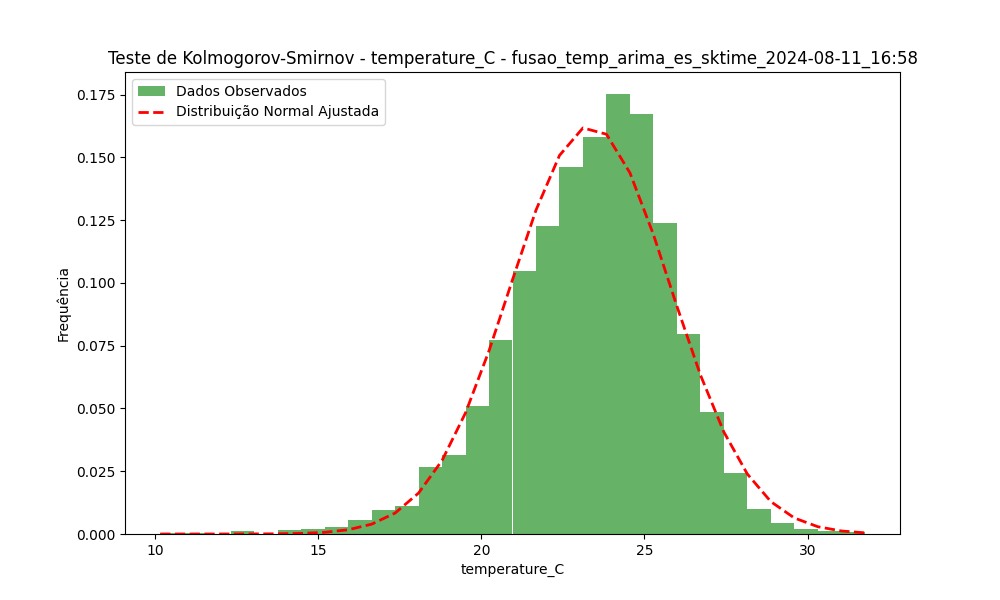 Teste de Kolmogorov-Smirnov - temperature_C - fusao_temp_arima_es_sktime_2024-08-11_16:58
Dados Observados
Distribuição Normal Ajustada
Frequência
0.175
0.150
0.125
0.100
0.075
0.050
0.025
0.000
10 15 20 25 30
temperature_C